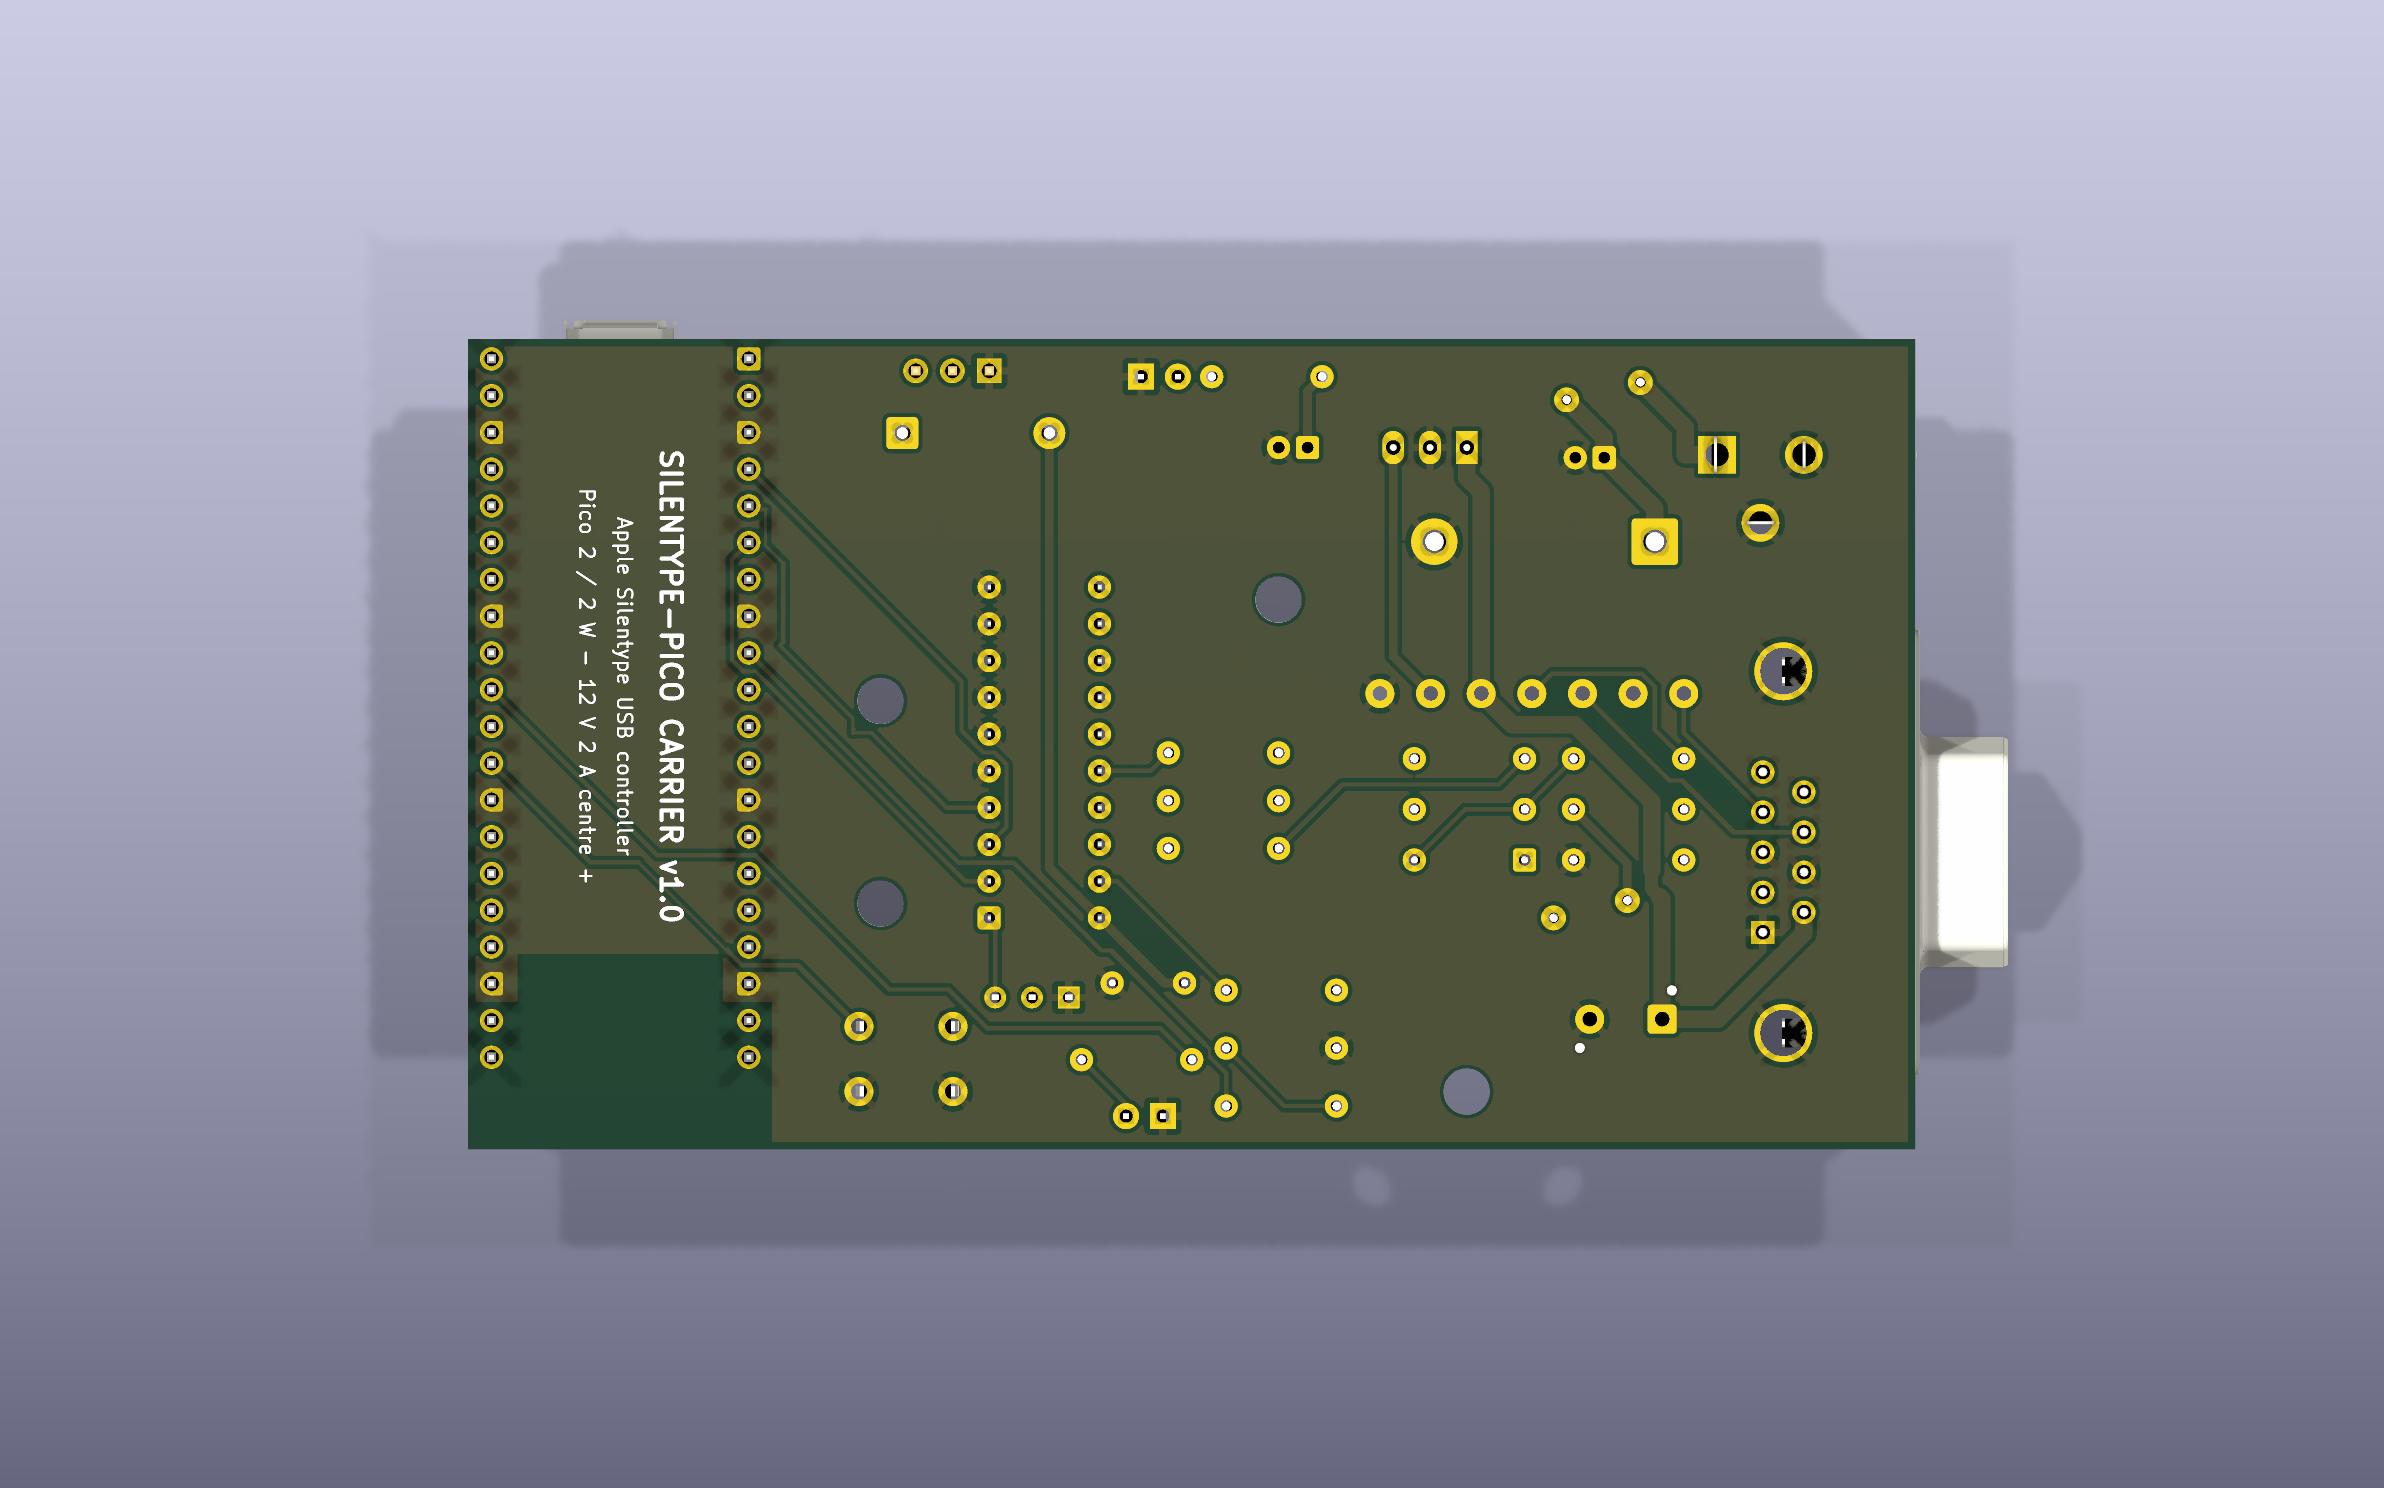 SILENTYPE-PICO CARRIER v1.0
Apple Silentype USB controller
Pico 2 / 2 W - 12 V 2 A centre +